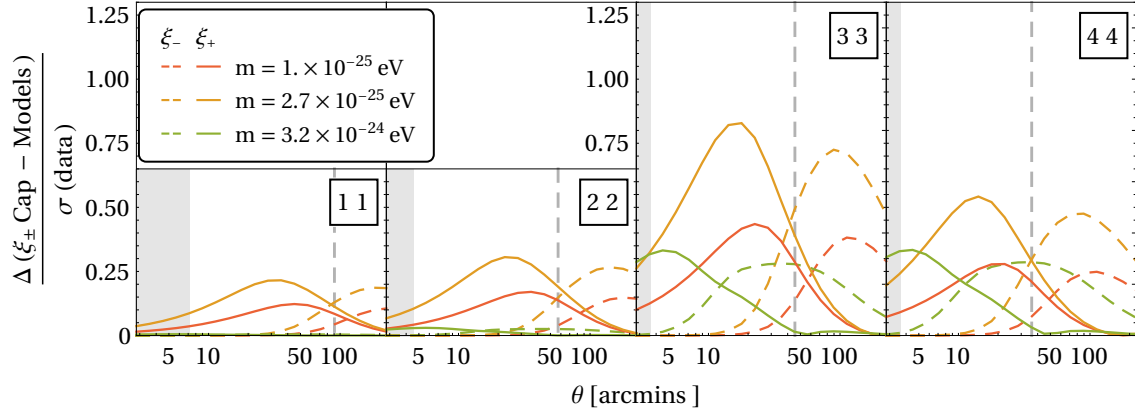 1.25
1.00
0.75
0.50
0.25
0
Δ (ξ± Cap − Models)
σ (data)
ξ− ξ+
m = 1. × 10⁻²⁵ eV
m = 2.7 × 10⁻²⁵ eV
m = 3.2 × 10⁻²⁴ eV
1 1
2 2
1.25
1.00
0.75
3 3
4 4
5 10 50 100 5 10 50 100 5 10 50 100 5 10 50 100
θ [arcmins]